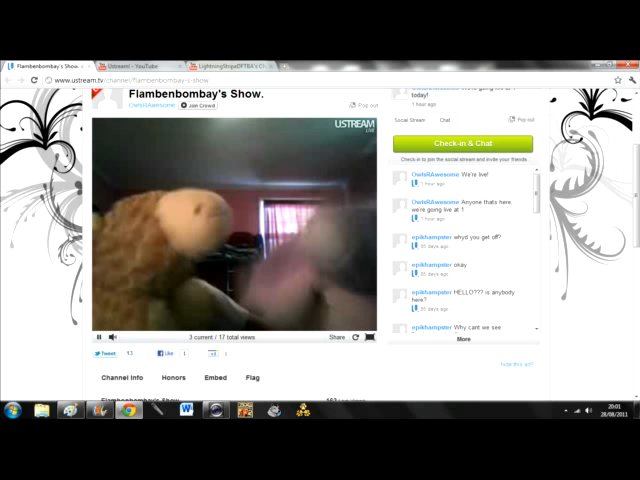 Flambenbombay's Show.
Ustream! - YouTube
www.ustream.tv/channel/flambenbombay-s-show
Flambenbombay's Show.
OwlsRAwesome
Join Crowd
Pop out
USTREAM
LIVE
3 current / 17 total views
Share
Tweet
13
Like
1
+1
Channel Info
Honors
Embed
Flag
Flambenbombay's Show
today!
1 hour ago
Social Stream
Chat
Pop out
Check-in & Chat
Check-in to join the social stream and invite your friends
OwlsRAwesome We're live!
1 hour ago
OwlsRAwesome Anyone thats here
we're going live at 1
1 hour ago
epikhampster whyd you get off?
95 days ago
epikhampster okay
95 days ago
epikhampster HELLO??? is anybody
here?
95 days ago
epikhampster Why cant we see
More
hide this ad?
20:01
28/08/2011